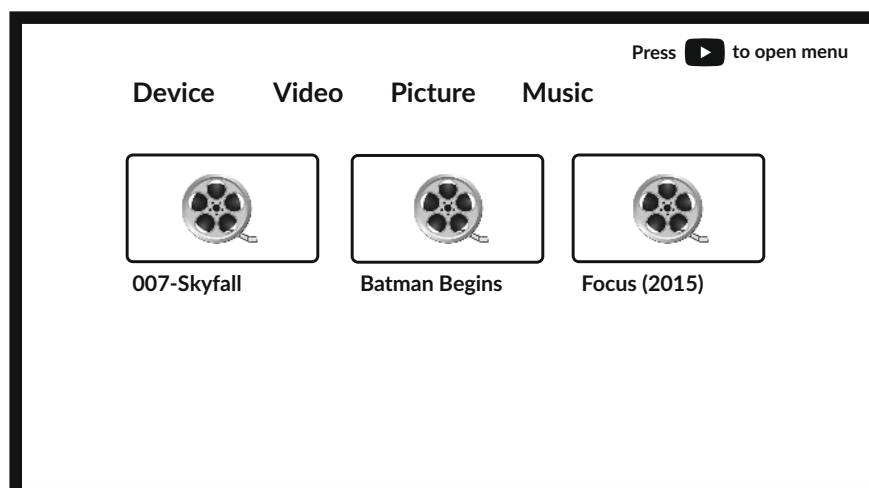 Press to open menu
Device Video Picture Music
007-Skyfall Batman Begins Focus (2015)